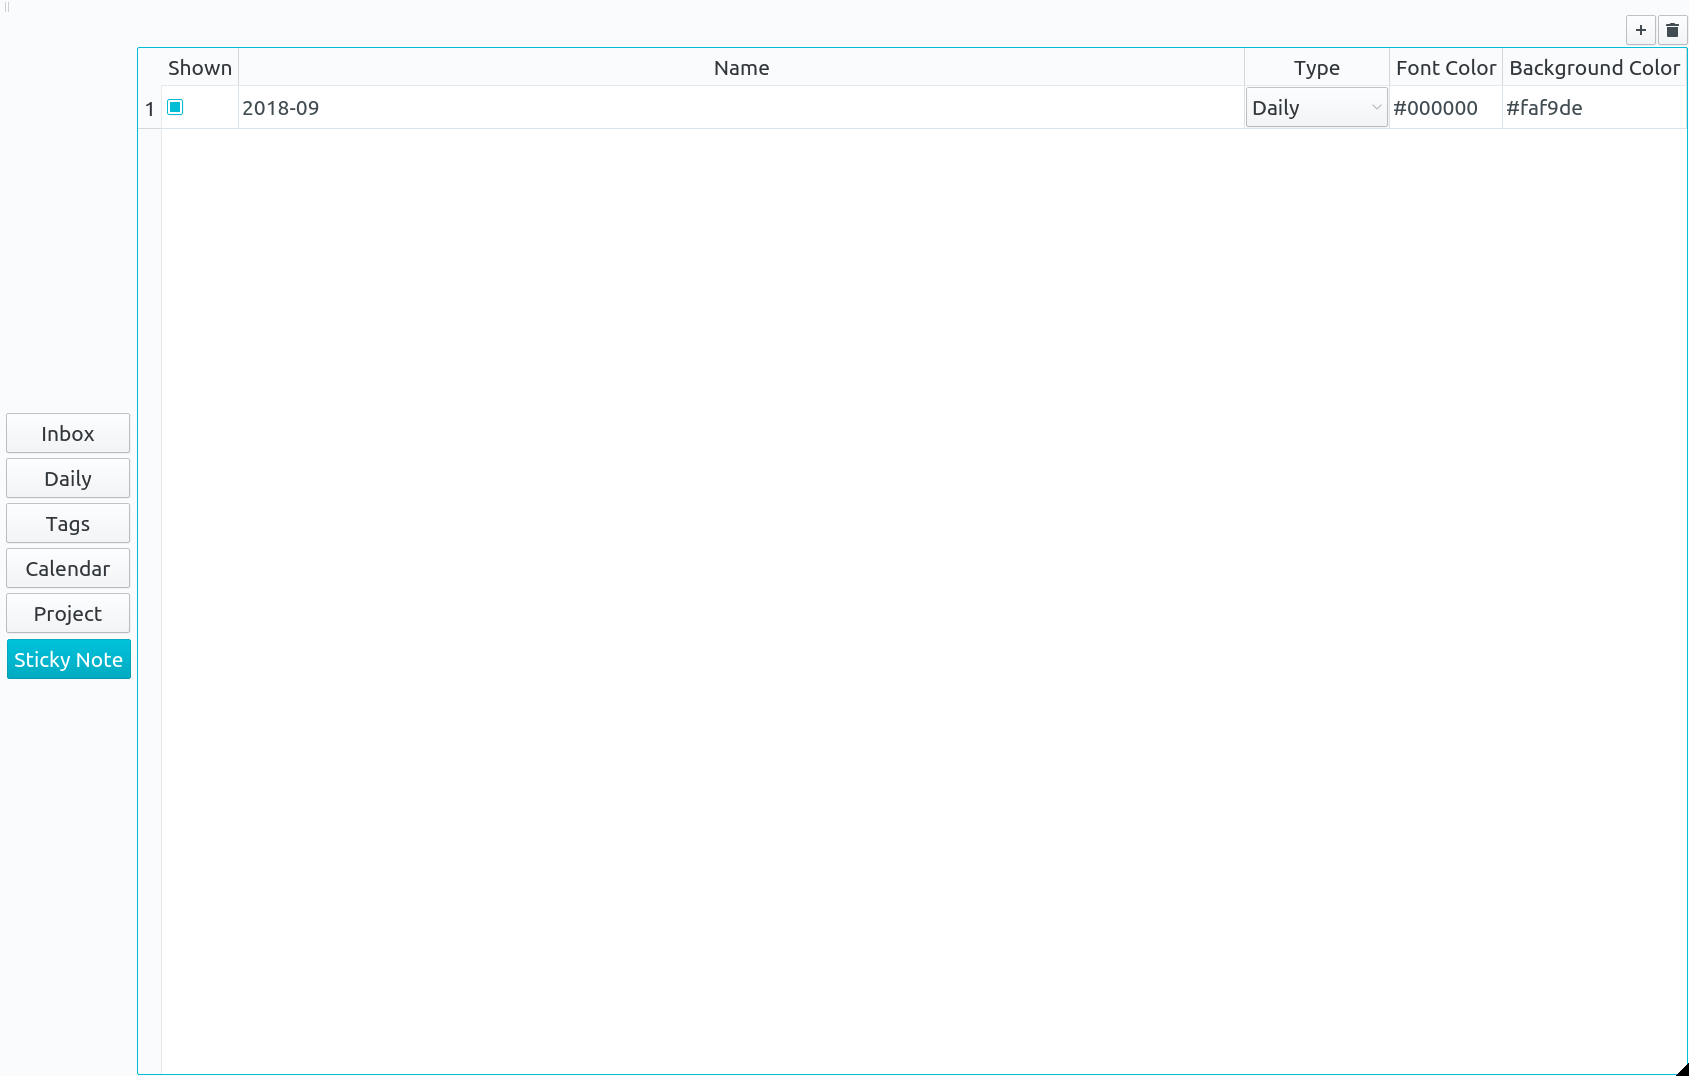 +
Shown Name Type Font Color Background Color
1 2018-09 Daily #000000 #faf9de
Inbox
Daily
Tags
Calendar
Project
Sticky Note